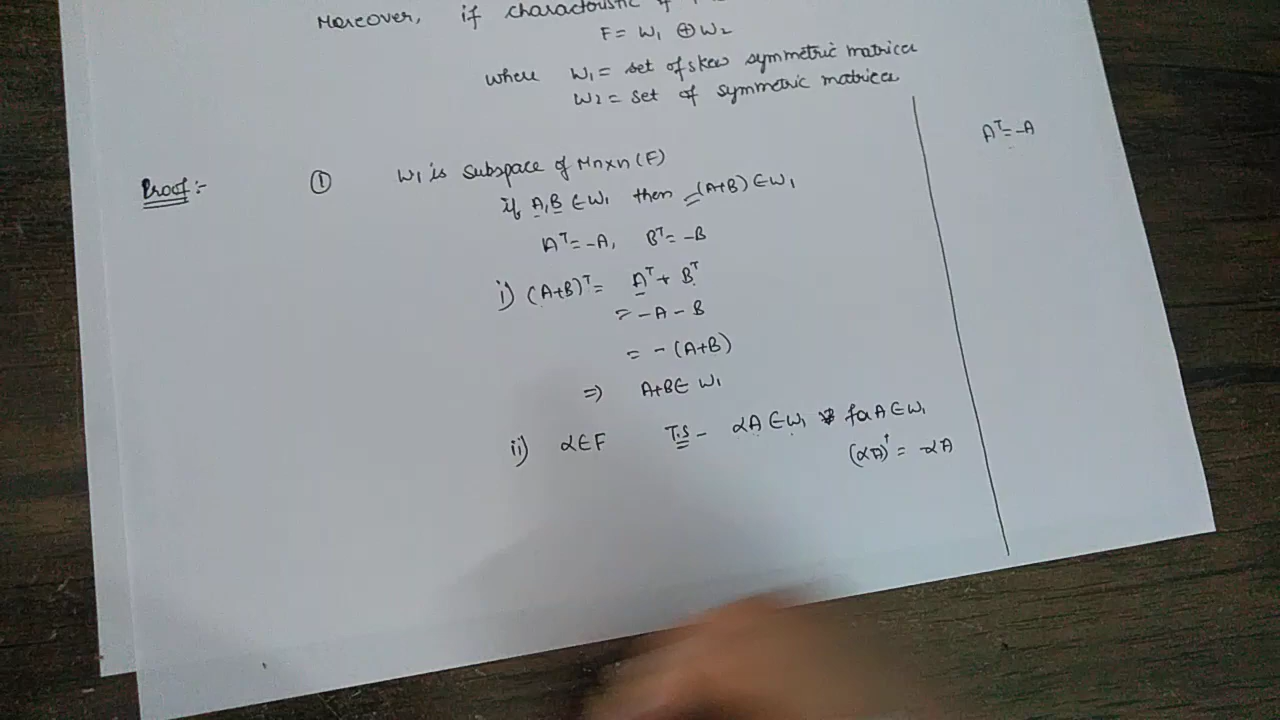 Moreover, if charactoristic
F = W₁ ⊕ W₂
where W₁ = set of skew symmetric matrices
W₂ = set of symmetric matrices
Aᵀ = -A
Proof :- ① W₁ is subspace of Mn×n (F)
if A, B ∈ W₁ then (A+B) ∈ W₁
Aᵀ = -A, Bᵀ = -B
i) (A+B)ᵀ = Aᵀ + Bᵀ
= -A - B
= - (A+B)
⇒ A+B ∈ W₁
ii) α ∈ F T.S - αA ∈ W₁ for A ∈ W₁
(αA)ᵗ = -αA